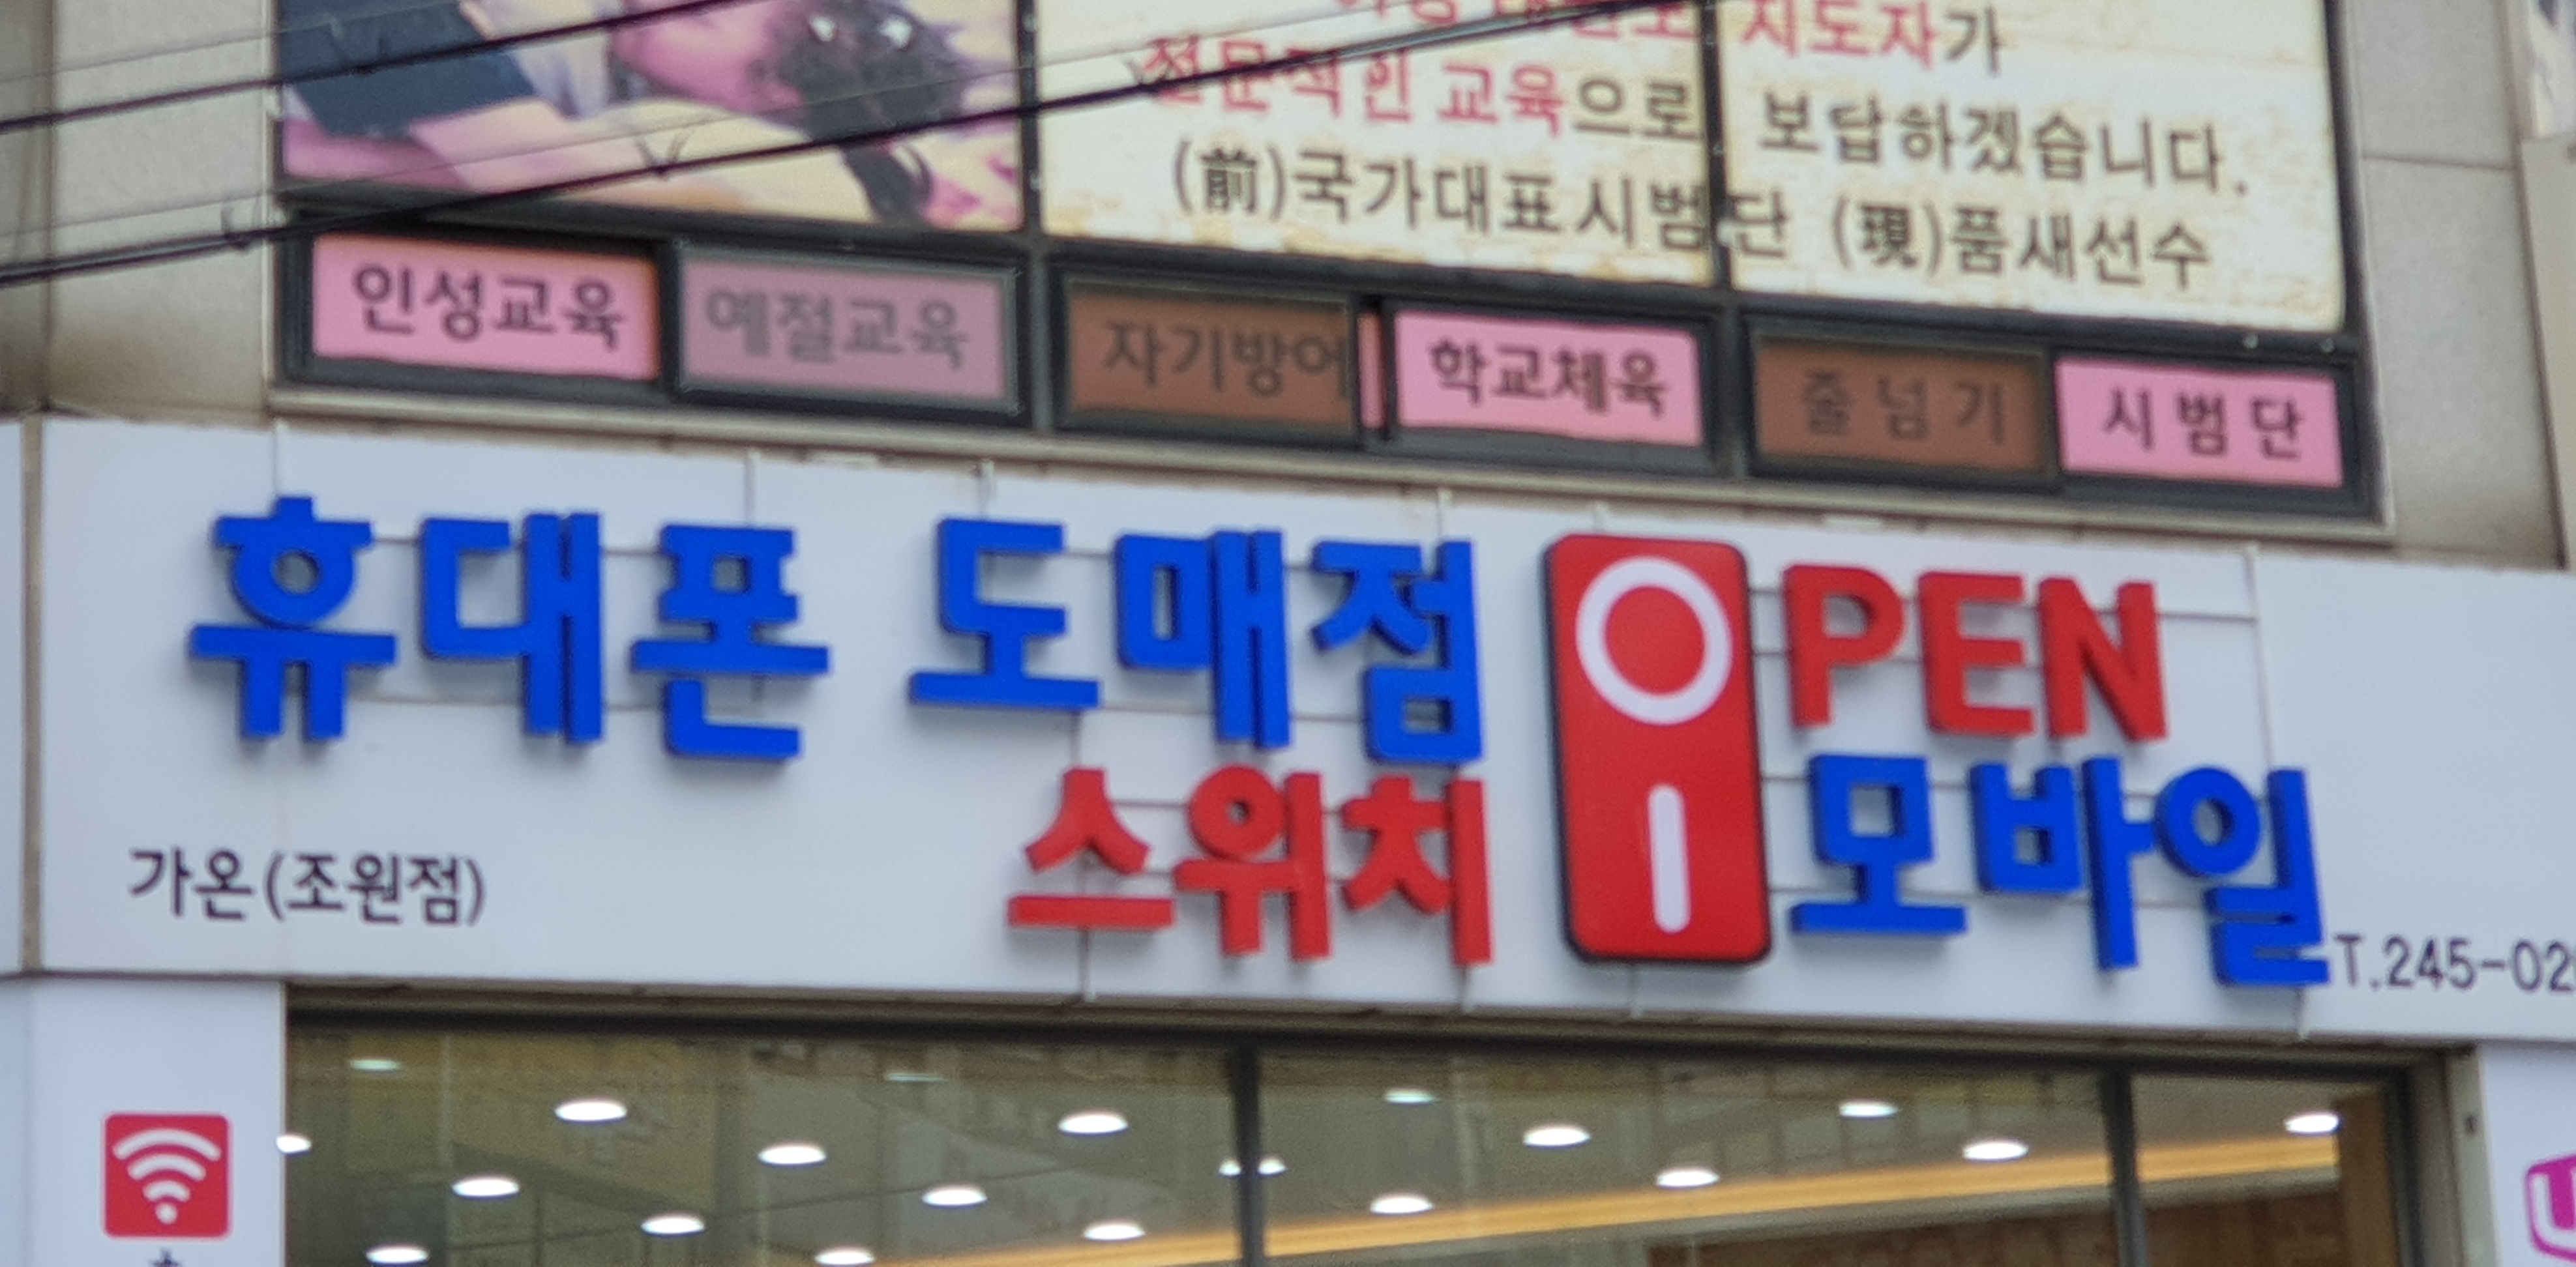 지도자가
전문적인 교육으로 보답하겠습니다.
(前)국가대표시범단 (現)품새선수
인성교육 예절교육 자기방어 학교체육 줄넘기 시범단
휴대폰 도매점 OPEN
스위치 모바일
가온(조원점)
T.245-02